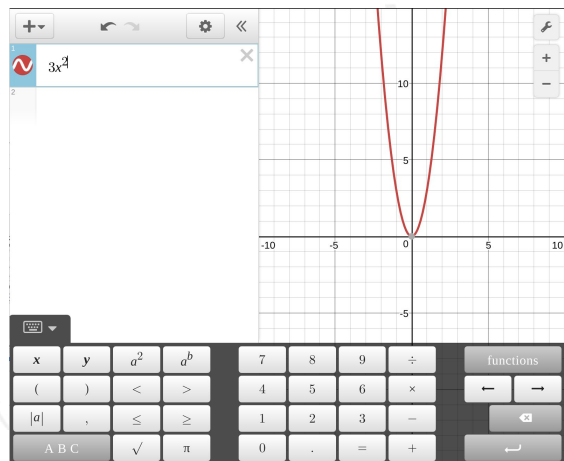 1
3x²
2
10
5
-10 -5 0 5 10
-5
x y a² aᵇ 7 8 9 ÷ functions
( ) < > 4 5 6 × ← →
|a| , ≤ ≥ 1 2 3 −
A B C √ π 0 . = +